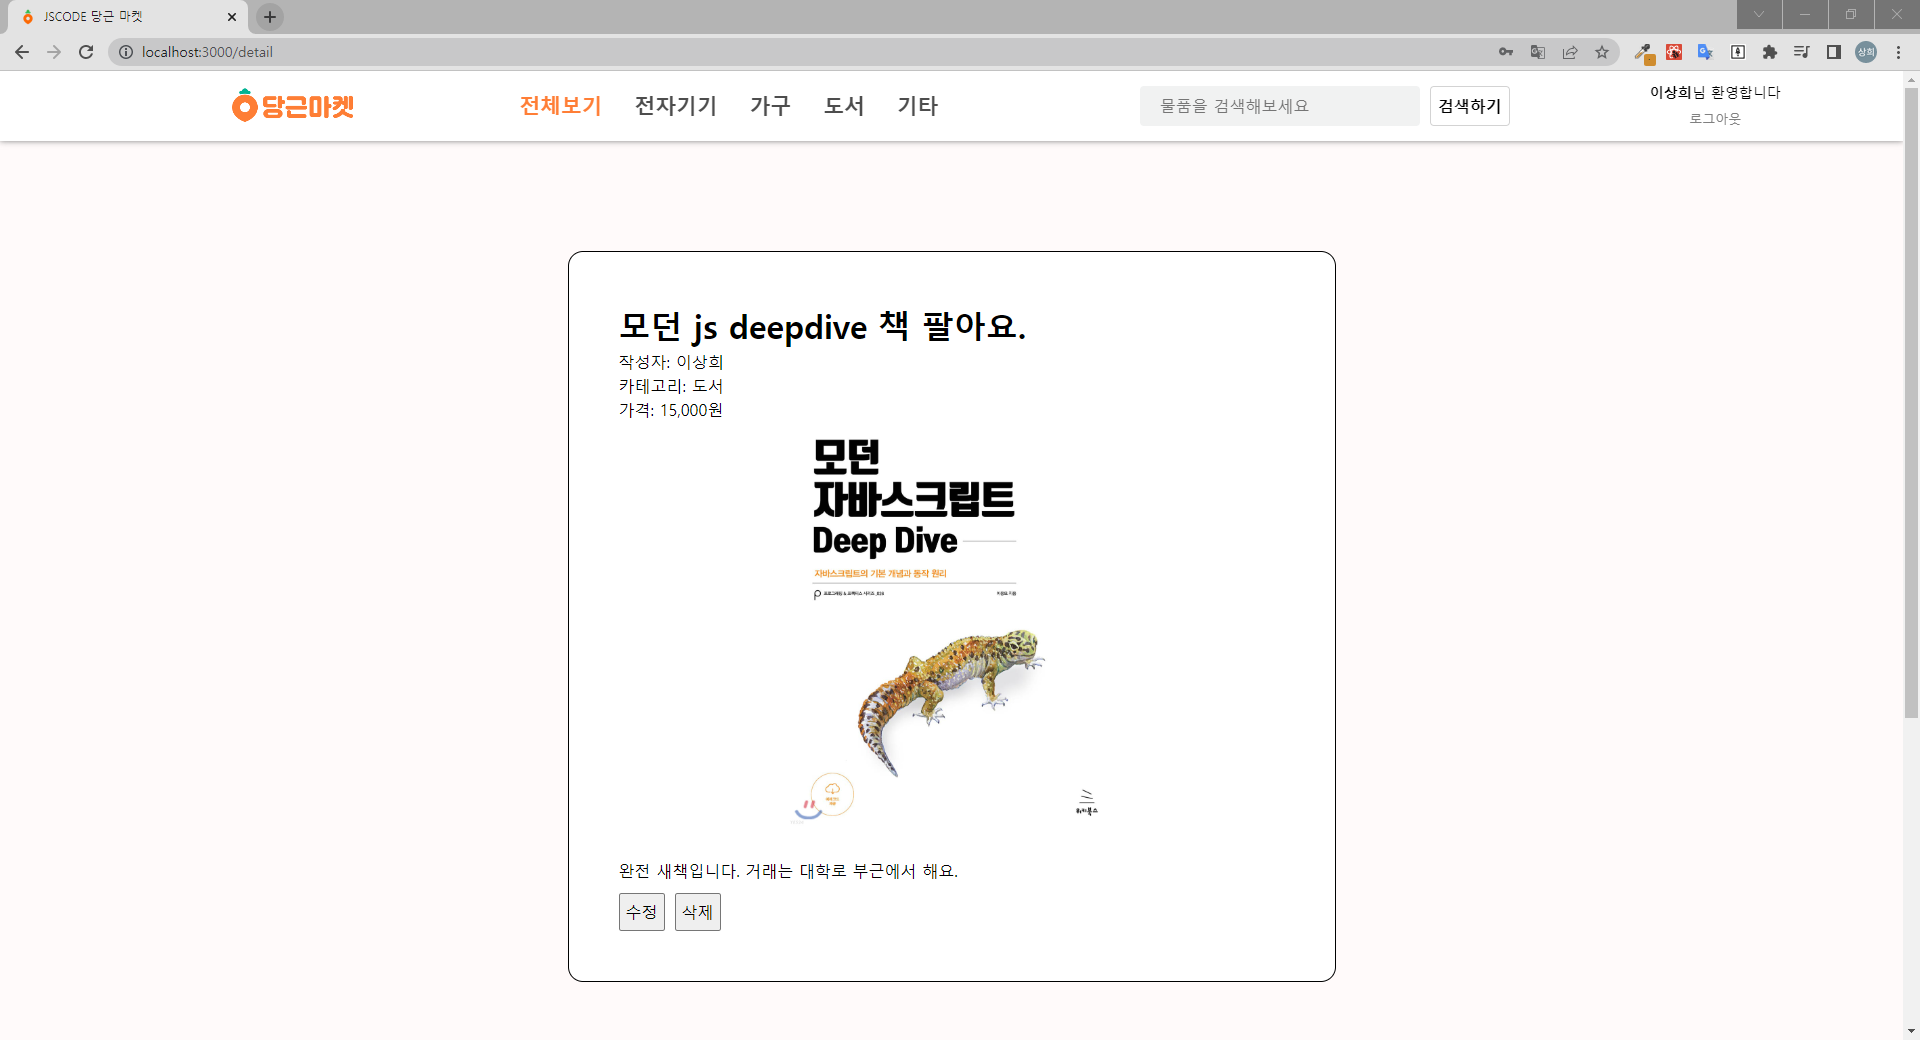 JSCODE 당근 마켓
localhost:3000/detail
상희
당근마켓
전체보기 전자기기 가구 도서 기타
물품을 검색해보세요 검색하기
이상희님 환영합니다
로그아웃
모던 js deepdive 책 팔아요.
작성자: 이상희
카테고리: 도서
가격: 15,000원
모던
자바스크립트
Deep Dive
자바스크립트의 기본 개념과 동작 원리
위키북스
완전 새책입니다. 거래는 대학로 부근에서 해요.
수정 삭제